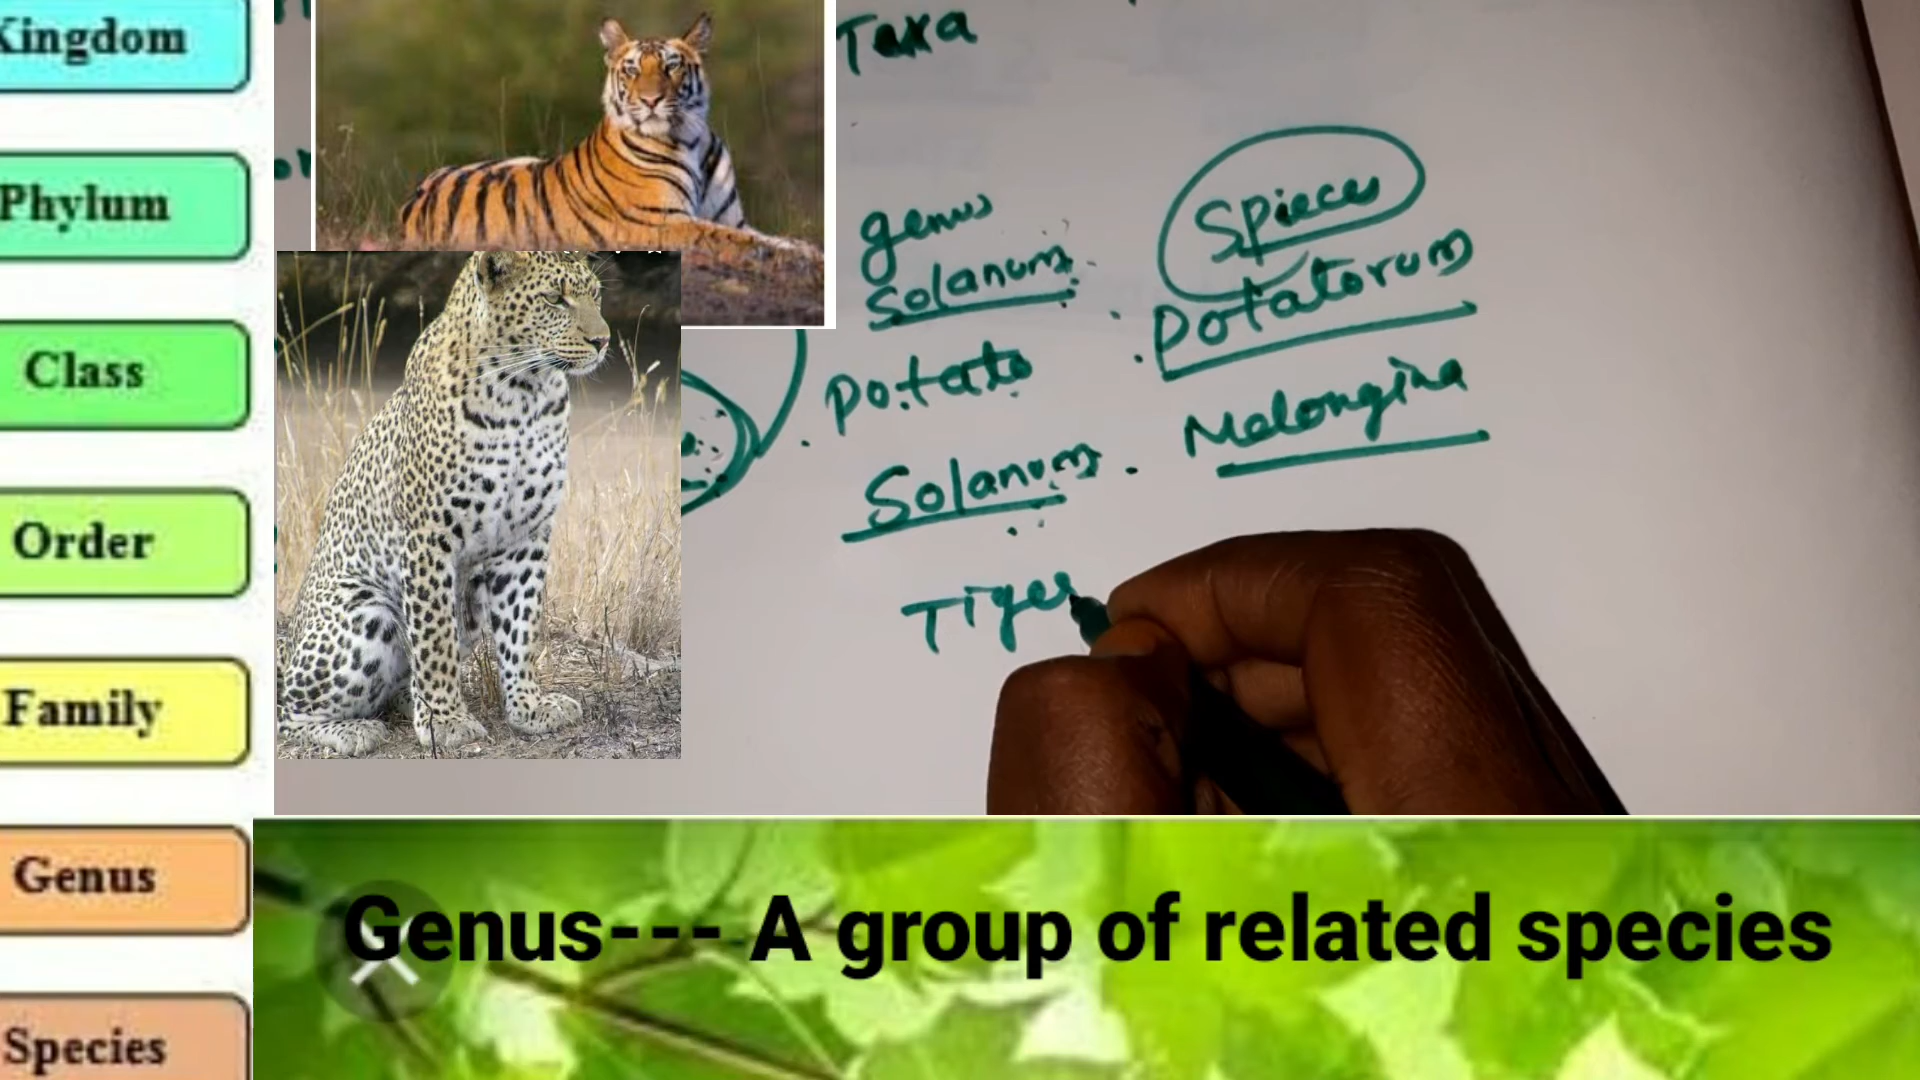 Kingdom
Phylum
Class
Order
Family
Genus
Species
Taxa
genus
Spieces
Solanum
Potatorum
Potato
Melongina
Solanum
Tiger
Genus--- A group of related species